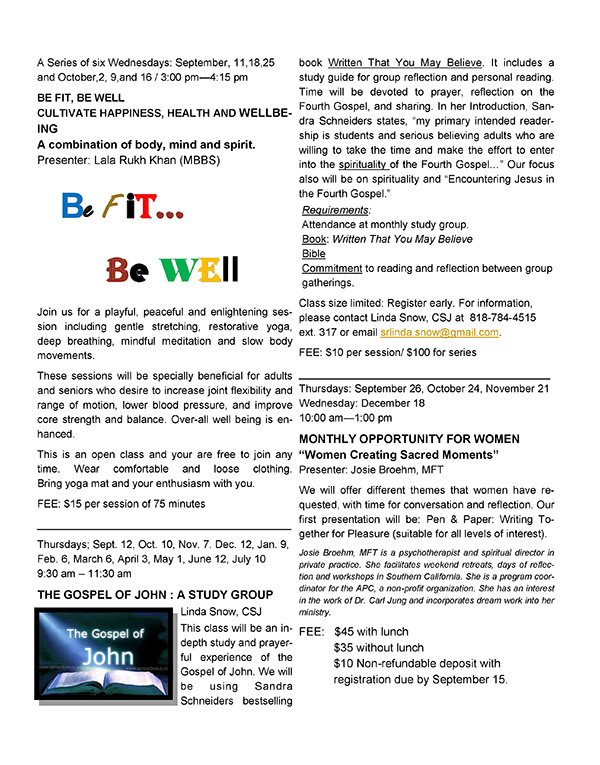 A Series of six Wednesdays: September, 11,18,25
and October,2, 9,and 16 / 3:00 pm—4:15 pm
BE FIT, BE WELL
CULTIVATE HAPPINESS, HEALTH AND WELLBE-
ING
A combination of body, mind and spirit.
Presenter: Lala Rukh Khan (MBBS)
Be FiT...
Be WEll
Join us for a playful, peaceful and enlightening ses-
sion including gentle stretching, restorative yoga,
deep breathing, mindful meditation and slow body
movements.
These sessions will be specially beneficial for adults
and seniors who desire to increase joint flexibility and
range of motion, lower blood pressure, and improve
core strength and balance. Over-all well being is en-
hanced.
This is an open class and your are free to join any
time. Wear comfortable and loose clothing.
Bring yoga mat and your enthusiasm with you.
FEE: $15 per session of 75 minutes
Thursdays; Sept. 12, Oct. 10, Nov. 7. Dec. 12, Jan. 9,
Feb. 6, March 6, April 3, May 1, June 12, July 10
9:30 am – 11:30 am
THE GOSPEL OF JOHN : A STUDY GROUP
The Gospel of
John
Linda Snow, CSJ
This class will be an in-
depth study and prayer-
ful experience of the
Gospel of John. We will
be using Sandra
Schneiders bestselling
book Written That You May Believe. It includes a
study guide for group reflection and personal reading.
Time will be devoted to prayer, reflection on the
Fourth Gospel, and sharing. In her Introduction, San-
dra Schneiders states, “my primary intended reader-
ship is students and serious believing adults who are
willing to take the time and make the effort to enter
into the spirituality of the Fourth Gospel…” Our focus
also will be on spirituality and “Encountering Jesus in
the Fourth Gospel.”
Requirements:
Attendance at monthly study group.
Book: Written That You May Believe
Bible
Commitment to reading and reflection between group
gatherings.
Class size limited: Register early. For information,
please contact Linda Snow, CSJ at 818-784-4515
ext. 317 or email srlinda.snow@gmail.com.
FEE: $10 per session/ $100 for series
Thursdays: September 26, October 24, November 21
Wednesday: December 18
10:00 am—1:00 pm
MONTHLY OPPORTUNITY FOR WOMEN
“Women Creating Sacred Moments”
Presenter: Josie Broehm, MFT
We will offer different themes that women have re-
quested, with time for conversation and reflection. Our
first presentation will be: Pen & Paper: Writing To-
gether for Pleasure (suitable for all levels of interest).
Josie Broehm, MFT is a psychotherapist and spiritual director in
private practice. She facilitates weekend retreats, days of reflec-
tion and workshops in Southern California. She is a program coor-
dinator for the APC, a non-profit organization. She has an interest
in the work of Dr. Carl Jung and incorporates dream work into her
ministry.
FEE: $45 with lunch
$35 without lunch
$10 Non-refundable deposit with
registration due by September 15.